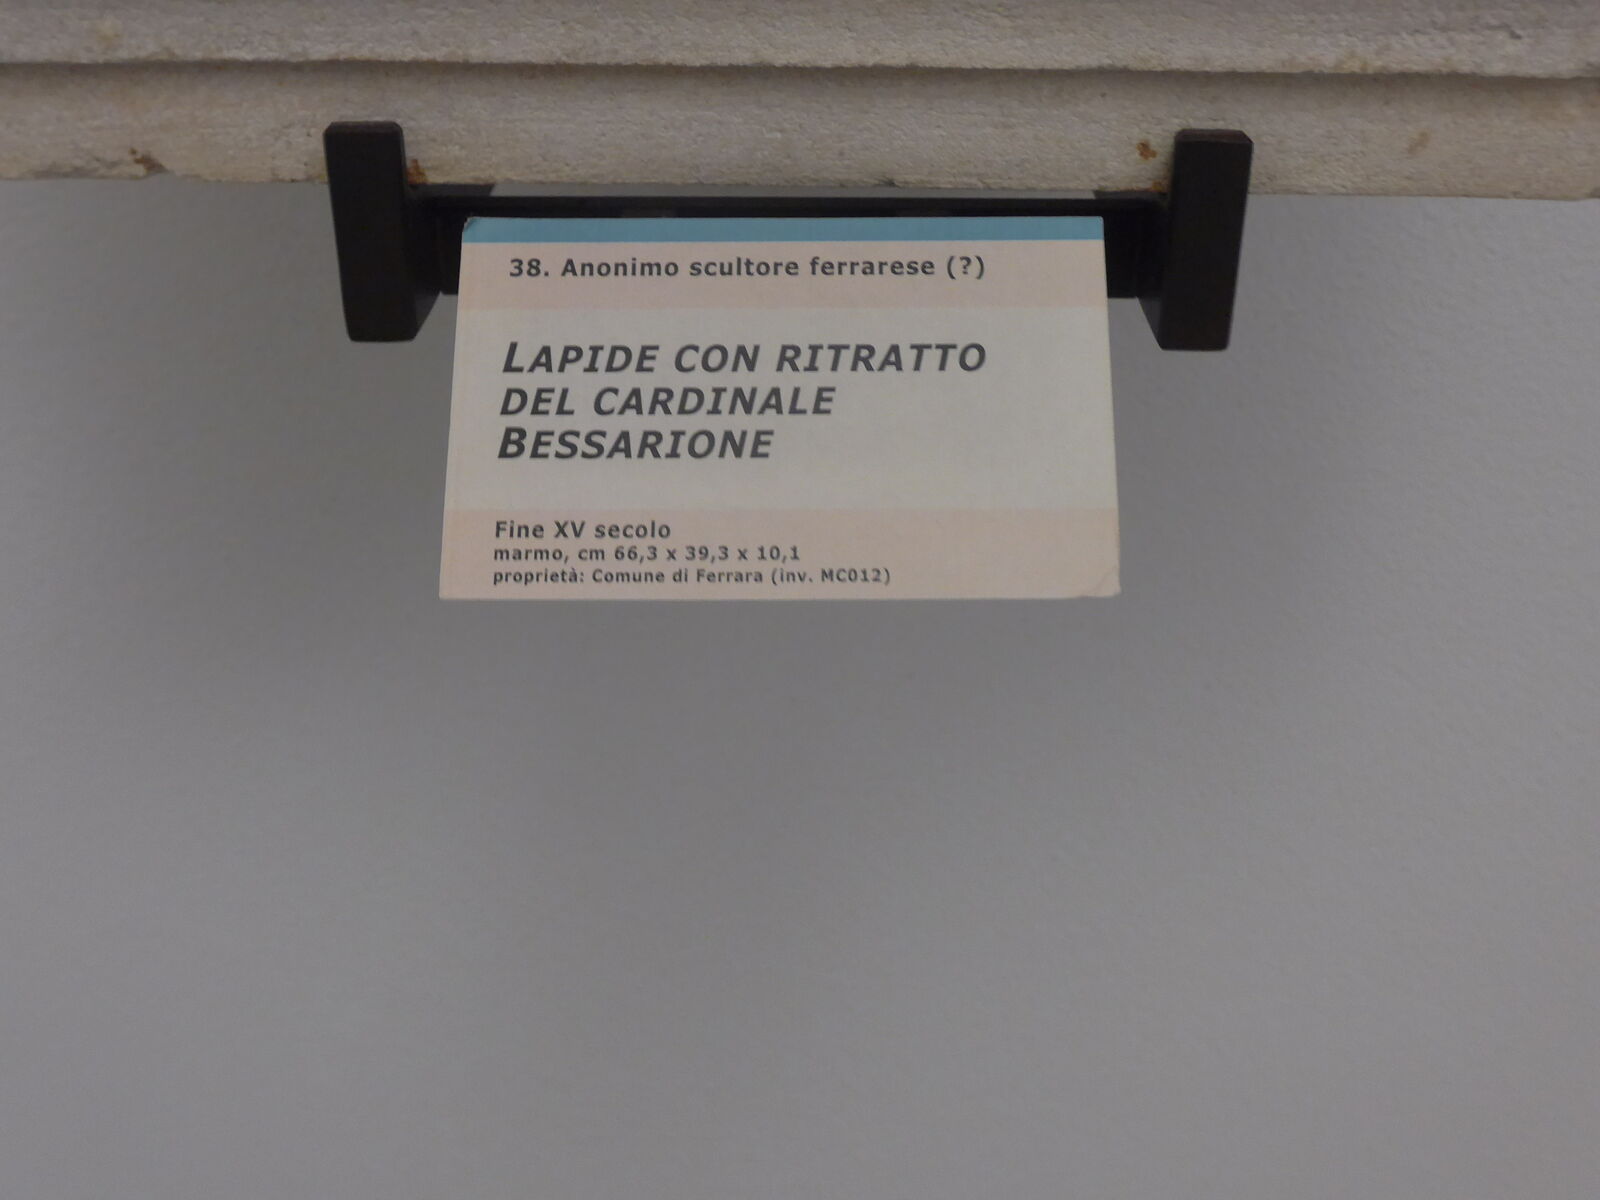 38. Anonimo scultore ferrarese (?)
LAPIDE CON RITRATTO
DEL CARDINALE
BESSARIONE
Fine XV secolo
marmo, cm 66,3 x 39,3 x 10,1
proprietà: Comune di Ferrara (inv. MC012)